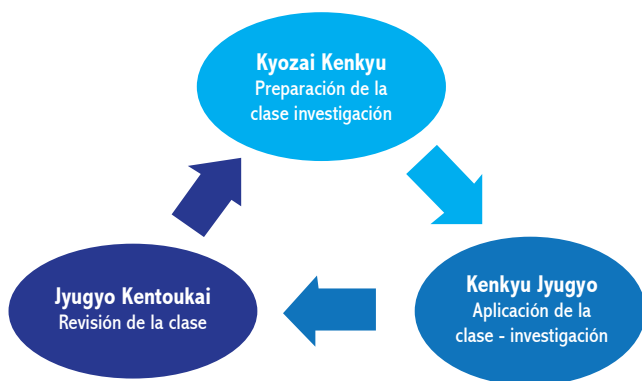 Kyozai Kenkyu
Preparación de la
clase investigación
Kenkyu Jyugyo
Aplicación de la
clase - investigación
Jyugyo Kentoukai
Revisión de la clase